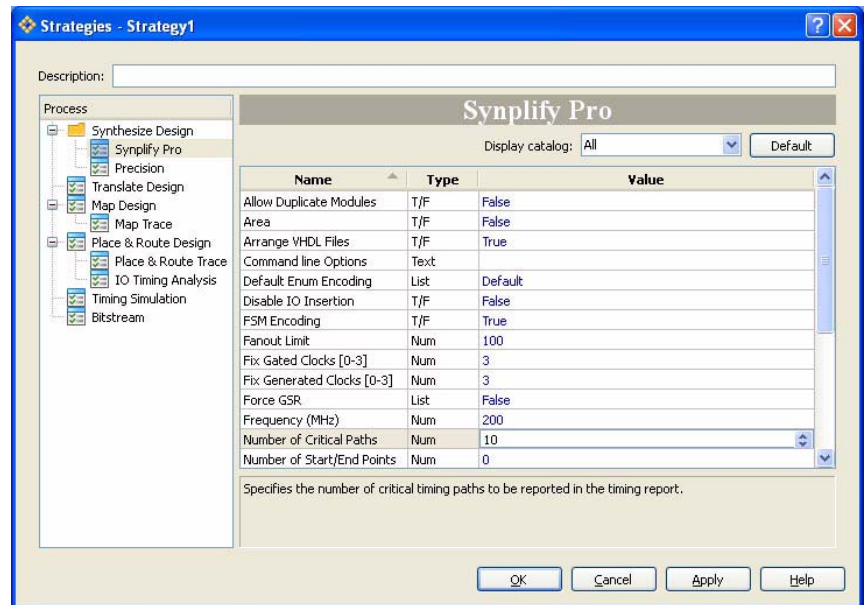 Strategies - Strategy1
Description:
Process
Synthesize Design
Synplify Pro
Precision
Translate Design
Map Design
Map Trace
Place & Route Design
Place & Route Trace
IO Timing Analysis
Timing Simulation
Bitstream
Synplify Pro
Display catalog: All Default
Name Type Value
Allow Duplicate Modules T/F False
Area T/F False
Arrange VHDL Files T/F True
Command line Options Text
Default Enum Encoding List Default
Disable IO Insertion T/F False
FSM Encoding T/F True
Fanout Limit Num 100
Fix Gated Clocks [0-3] Num 3
Fix Generated Clocks [0-3] Num 3
Force GSR List False
Frequency (MHz) Num 200
Number of Critical Paths Num 10
Number of Start/End Points Num 0
Specifies the number of critical timing paths to be reported in the timing report.
OK Cancel Apply Help